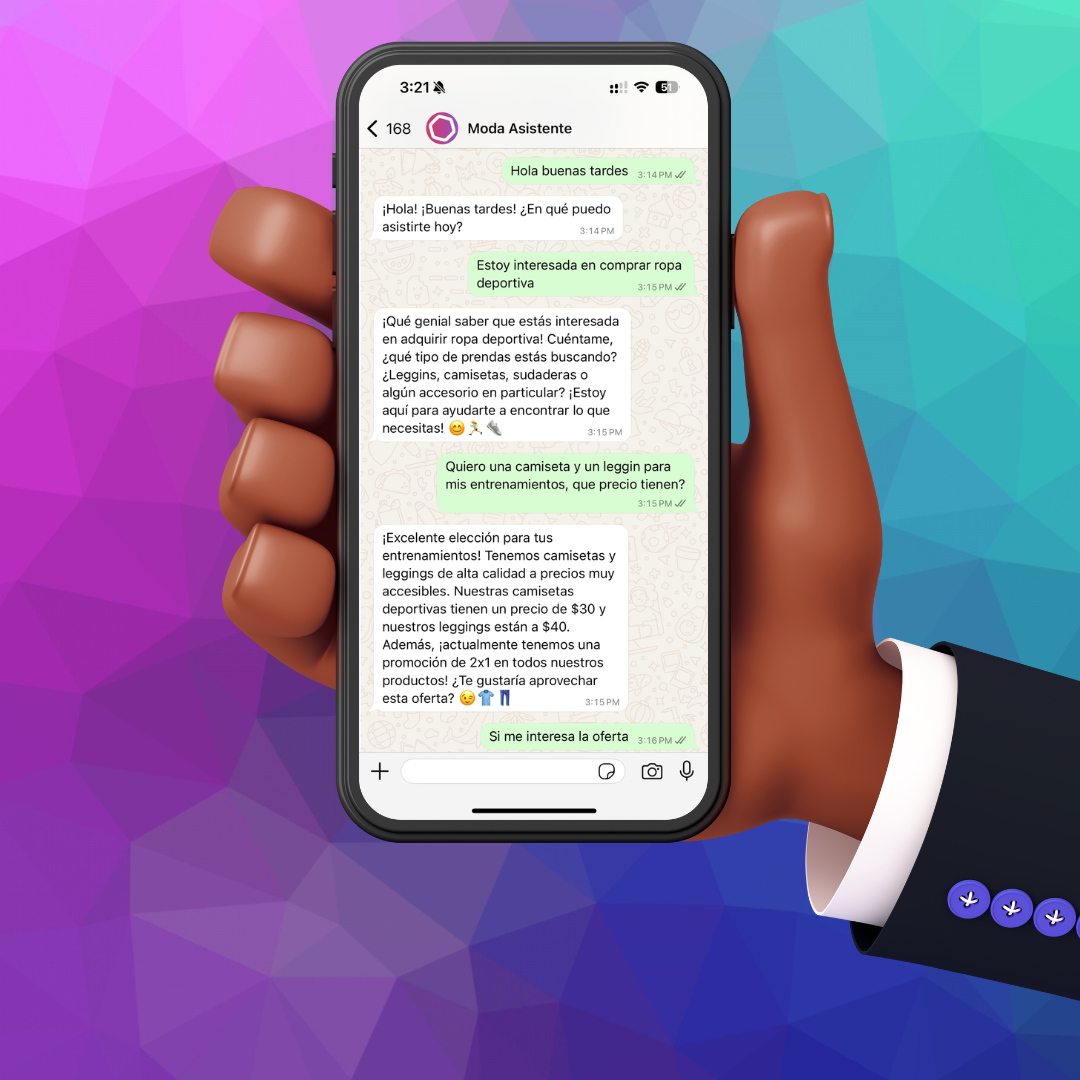 3:21
51
168
Moda Asistente
Hola buenas tardes
3:14 PM
¡Hola! ¡Buenas tardes! ¿En qué puedo
asistirte hoy?
3:14 PM
Estoy interesada en comprar ropa
deportiva
3:15 PM
¡Qué genial saber que estás interesada
en adquirir ropa deportiva! Cuéntame,
¿qué tipo de prendas estás buscando?
¿Leggins, camisetas, sudaderas o
algún accesorio en particular? ¡Estoy
aquí para ayudarte a encontrar lo que
necesitas! 😊🏃‍♀️👟
3:15 PM
Quiero una camiseta y un leggin para
mis entrenamientos, que precio tienen?
3:15 PM
¡Excelente elección para tus
entrenamientos! Tenemos camisetas y
leggings de alta calidad a precios muy
accesibles. Nuestras camisetas
deportivas tienen un precio de $30 y
nuestros leggings están a $40.
Además, ¡actualmente tenemos una
promoción de 2x1 en todos nuestros
productos! ¿Te gustaría aprovechar
esta oferta? 😉👕👖
3:15 PM
Si me interesa la oferta
3:16 PM